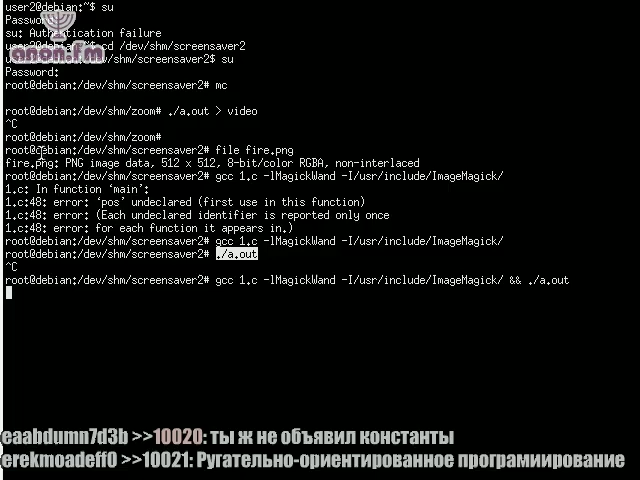 user2@debian:~$ su
Password:
su: Authentication failure
user2@debian:~$ cd /dev/shm/screensaver2
user2@debian:/dev/shm/screensaver2$ su
Password:
root@debian:/dev/shm/screensaver2# mc
root@debian:/dev/shm/zoom# ./a.out > video
^C
root@debian:/dev/shm/zoom#
root@debian:/dev/shm/screensaver2# file fire.png
fire.png: PNG image data, 512 x 512, 8-bit/color RGBA, non-interlaced
root@debian:/dev/shm/screensaver2# gcc 1.c -lMagickWand -I/usr/include/ImageMagick/
1.c: In function ‘main’:
1.c:48: error: ‘pos’ undeclared (first use in this function)
1.c:48: error: (Each undeclared identifier is reported only once
1.c:48: error: for each function it appears in.)
root@debian:/dev/shm/screensaver2# gcc 1.c -lMagickWand -I/usr/include/ImageMagick/
root@debian:/dev/shm/screensaver2# ./a.out
^C
root@debian:/dev/shm/screensaver2# gcc 1.c -lMagickWand -I/usr/include/ImageMagick/ && ./a.out
anon.fm
eaabdumn7d3b >>10020: ты ж не объявил константы
erekmoadeff0 >>10021: Ругательно-ориентированное програмиирование